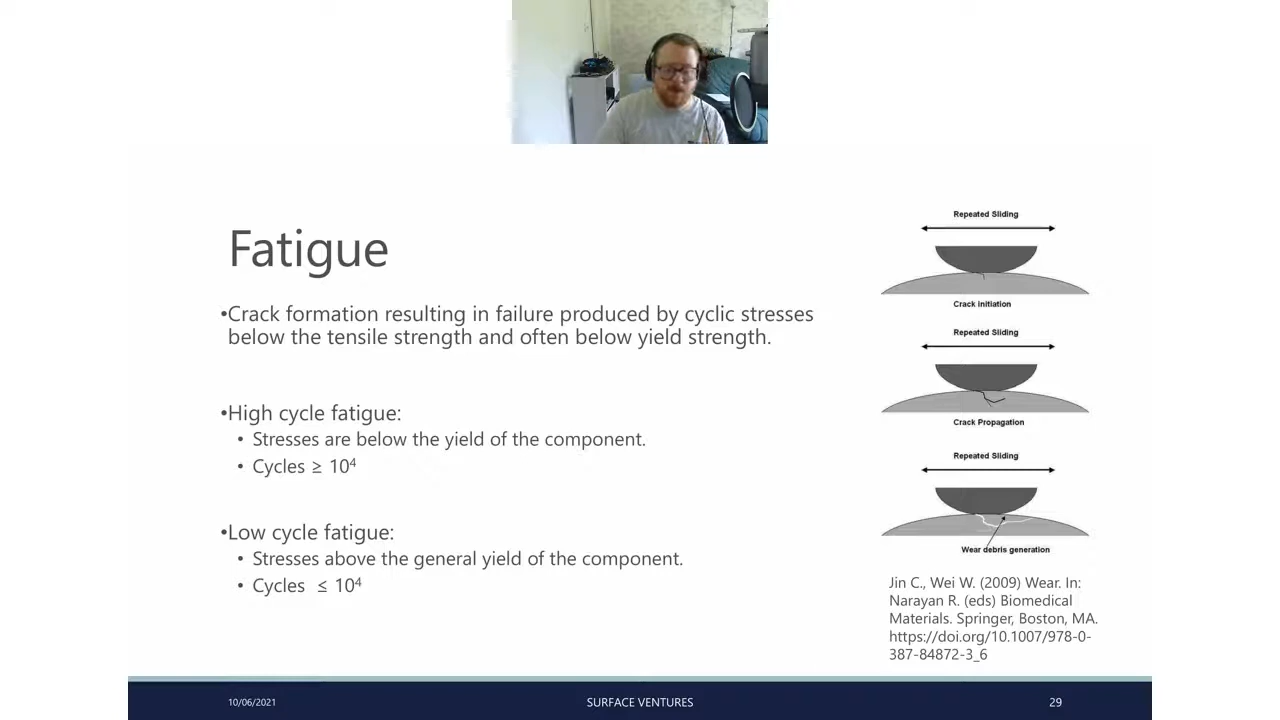 Fatigue
•Crack formation resulting in failure produced by cyclic stresses
below the tensile strength and often below yield strength.
•High cycle fatigue:
• Stresses are below the yield of the component.
• Cycles ≥ 10⁴
•Low cycle fatigue:
• Stresses above the general yield of the component.
• Cycles ≤ 10⁴
Repeated Sliding
Crack Initiation
Repeated Sliding
Crack Propagation
Repeated Sliding
Wear debris generation
Jin C., Wei W. (2009) Wear. In:
Narayan R. (eds) Biomedical
Materials. Springer, Boston, MA.
https://doi.org/10.1007/978-0-
387-84872-3_6
10/06/2021
SURFACE VENTURES
29